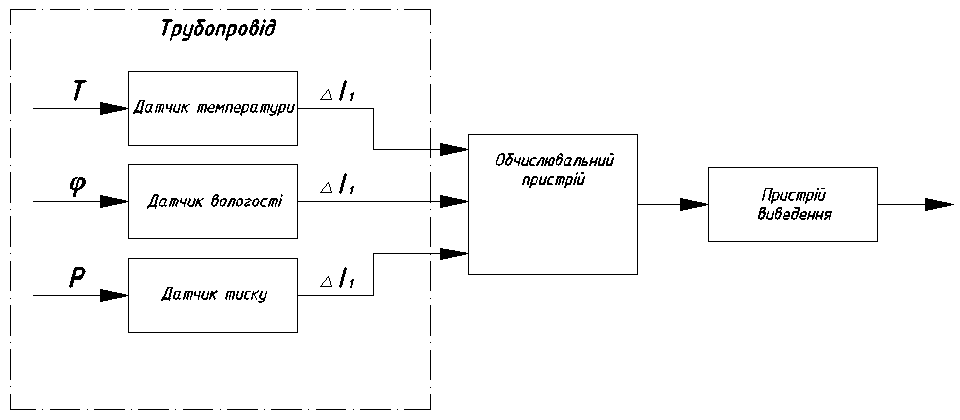 Трубопровід
T
Датчик температури
△ I₁
φ
Датчик вологості
△ I₁
P
Датчик тиску
△ I₁
Обчислювальний
пристрій
Пристрій
виведення